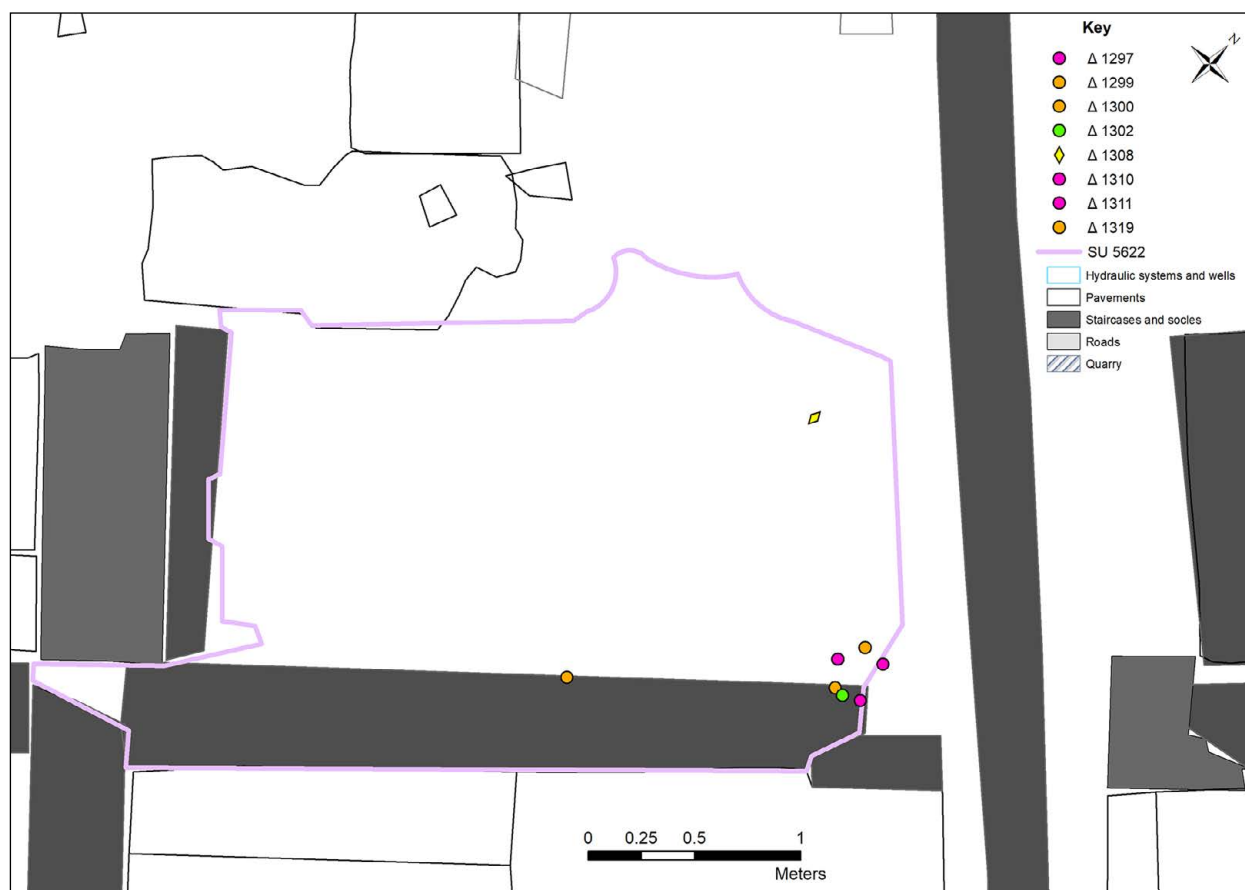 Key
N
Δ 1297
Δ 1299
Δ 1300
Δ 1302
Δ 1308
Δ 1310
Δ 1311
Δ 1319
SU 5622
Hydraulic systems and wells
Pavements
Staircases and socles
Roads
Quarry
0 0.25 0.5 1
Meters